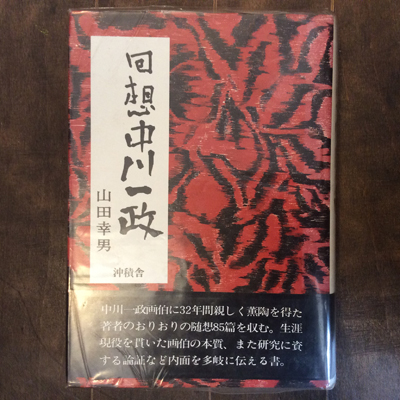 回想中川一政
山田幸男
沖積舎
中川一政画伯に32年間親しく薫陶を得た
著者のおりおりの随想85篇を収む。生涯
現役を貫いた画伯の本質、また研究に資
する論証など内面を多岐に伝える書。